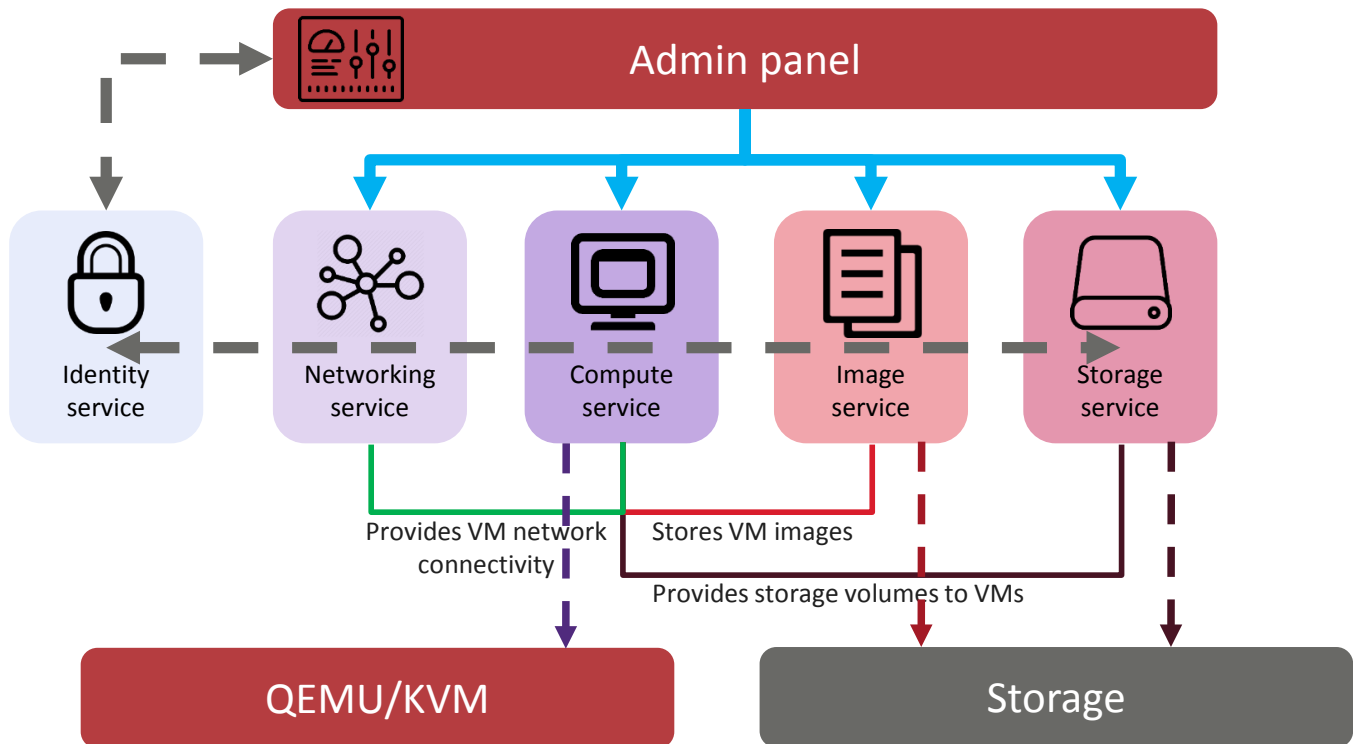 Admin panel
Identity
service
Networking
service
Compute
service
Image
service
Storage
service
Provides VM network
connectivity
Stores VM images
Provides storage volumes to VMs
QEMU/KVM
Storage